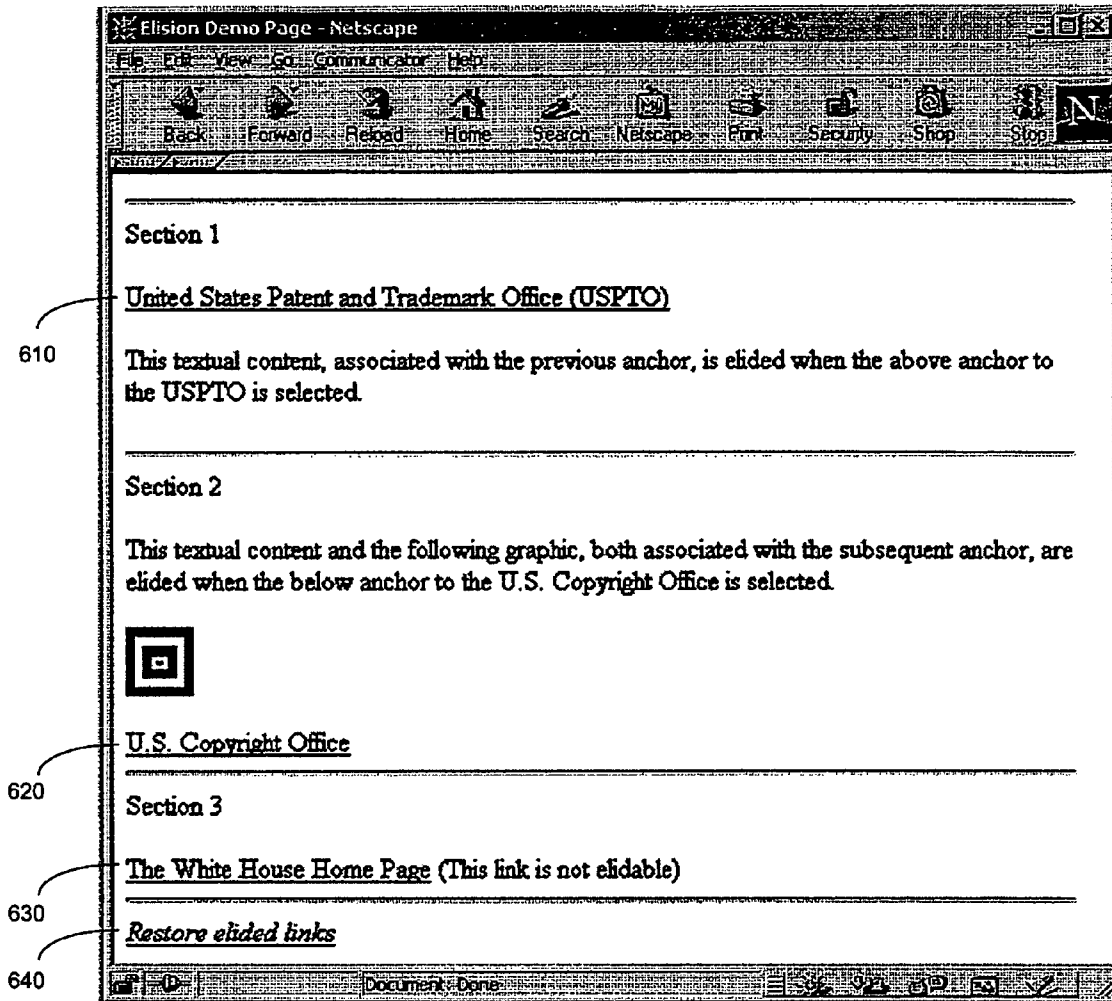 Elision Demo Page - Netscape
File Edit View Go Communicator Help
Back Forward Reload Home Search Netscape Print Security Shop Stop
N
Section 1
United States Patent and Trademark Office (USPTO)
610
This textual content, associated with the previous anchor, is elided when the above anchor to
the USPTO is selected.
Section 2
This textual content and the following graphic, both associated with the subsequent anchor, are
elided when the below anchor to the U.S. Copyright Office is selected.
U.S. Copyright Office
620
Section 3
The White House Home Page (This link is not elidable)
630
Restore elided links
640
Document: Done